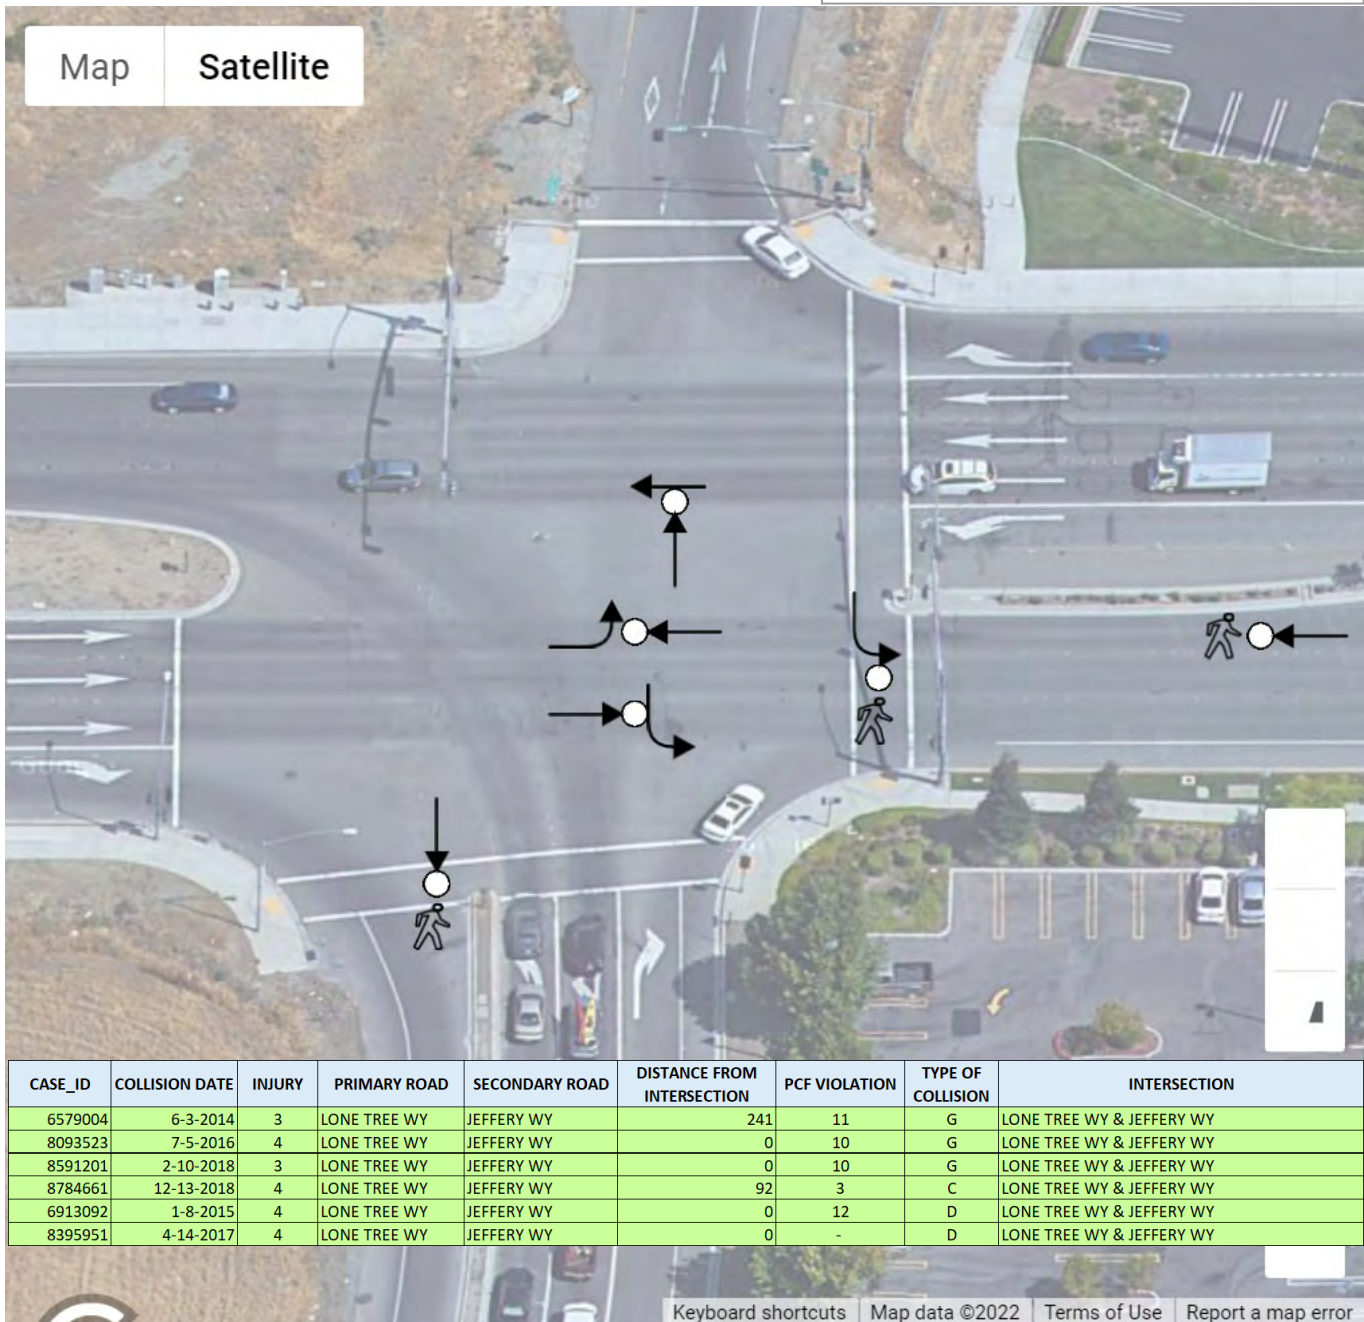 Map Satellite
CASE_ID COLLISION DATE INJURY PRIMARY ROAD SECONDARY ROAD DISTANCE FROM INTERSECTION PCF VIOLATION TYPE OF COLLISION INTERSECTION
6579004 6-3-2014 3 LONE TREE WY JEFFERY WY 241 11 G LONE TREE WY & JEFFERY WY
8093523 7-5-2016 4 LONE TREE WY JEFFERY WY 0 10 G LONE TREE WY & JEFFERY WY
8591201 2-10-2018 3 LONE TREE WY JEFFERY WY 0 10 G LONE TREE WY & JEFFERY WY
8784661 12-13-2018 4 LONE TREE WY JEFFERY WY 92 3 C LONE TREE WY & JEFFERY WY
6913092 1-8-2015 4 LONE TREE WY JEFFERY WY 0 12 D LONE TREE WY & JEFFERY WY
8395951 4-14-2017 4 LONE TREE WY JEFFERY WY 0 - D LONE TREE WY & JEFFERY WY
Keyboard shortcuts Map data ©2022 Terms of Use Report a map error